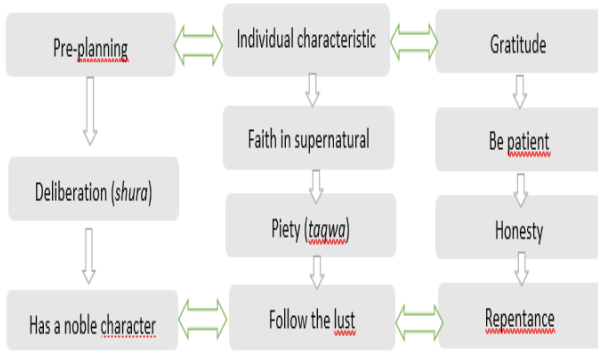 Pre-planning
Individual characteristic
Gratitude
Faith in supernatural
Be patient
Deliberation (shura)
Piety (taqwa)
Honesty
Has a noble character
Follow the lust
Repentance